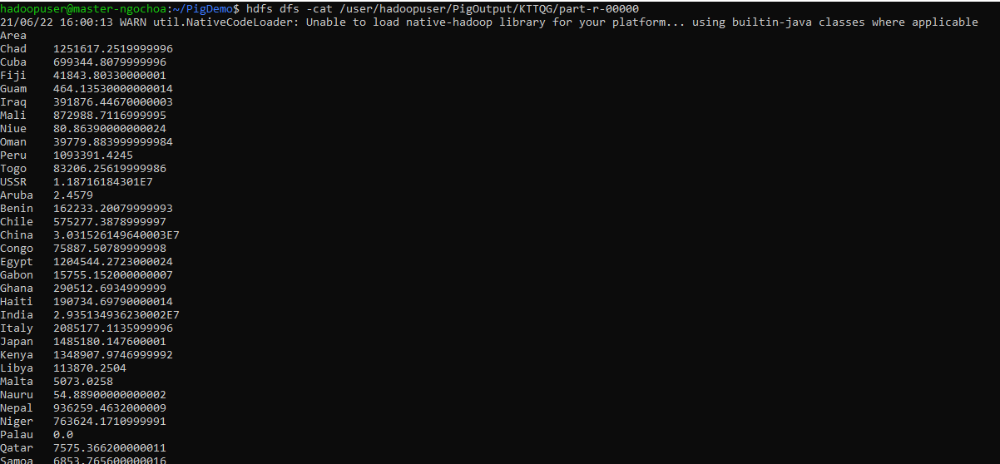 hadoopuser@master-ngochoa:~/PigDemo$ hdfs dfs -cat /user/hadoopuser/PigOutput/KTTQG/part-r-00000
21/06/22 16:00:13 WARN util.NativeCodeLoader: Unable to load native-hadoop library for your platform... using builtin-java classes where applicable
Area
Chad    1251617.2519999996
Cuba    699344.8079999996
Fiji    41843.80330000001
Guam    464.13530000000014
Iraq    391876.44670000003
Mali    872988.7116999995
Niue    80.86390000000024
Oman    39779.883999999984
Peru    1093391.4245
Togo    83206.25619999986
USSR    1.18716184301E7
Aruba   2.4579
Benin   162233.20079999993
Chile   575277.3878999997
China   3.031526149640003E7
Congo   75887.50789999998
Egypt   1204544.2723000024
Gabon   15755.152000000007
Ghana   290512.6934999999
Haiti   190734.69790000014
India   2.935134936230002E7
Italy   2085177.1135999996
Japan   1485180.147600001
Kenya   1348907.9746999992
Libya   113870.2504
Malta   5073.0258
Nauru   54.88900000000002
Nepal   936259.4632000009
Niger   763624.1710999991
Palau   0.0
Qatar   7575.366200000011
Samoa   6853.765600000016